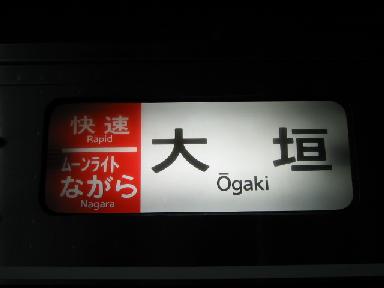 快速
Rapid
ムーンライト
ながら
Nagara
大垣
Ōgaki